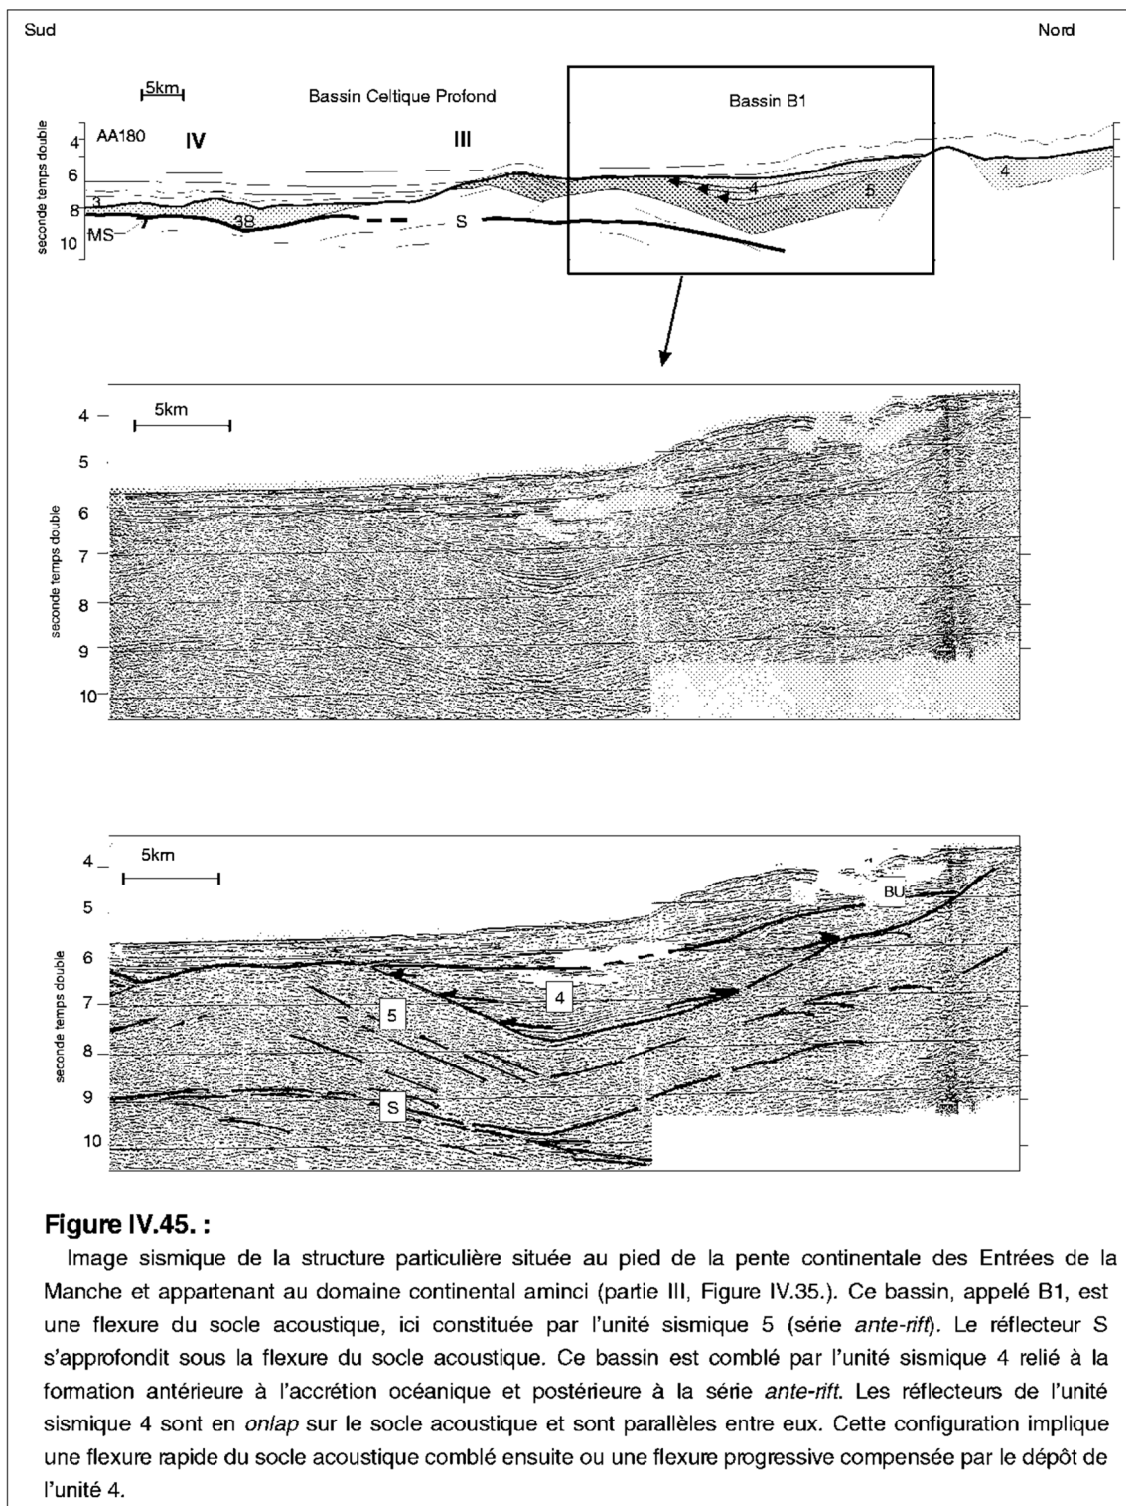 Sud
Nord
5km
Bassin Celtique Profond
Bassin B1
AA180
IV
III
4
6
8
10
seconde temps double
3
3B
S
MS
4
5
4
5km
4
5
6
7
8
9
10
seconde temps double
5km
4
5
6
7
8
9
10
seconde temps double
BU
4
5
S
Figure IV.45. :
Image sismique de la structure particulière située au pied de la pente continentale des Entrées de la
Manche et appartenant au domaine continental aminci (partie III, Figure IV.35.). Ce bassin, appelé B1, est
une flexure du socle acoustique, ici constituée par l'unité sismique 5 (série ante-rift). Le réflecteur S
s'approfondit sous la flexure du socle acoustique. Ce bassin est comblé par l'unité sismique 4 relié à la
formation antérieure à l'accrétion océanique et postérieure à la série ante-rift. Les réflecteurs de l'unité
sismique 4 sont en onlap sur le socle acoustique et sont parallèles entre eux. Cette configuration implique
une flexure rapide du socle acoustique comblé ensuite ou une flexure progressive compensée par le dépôt de
l'unité 4.